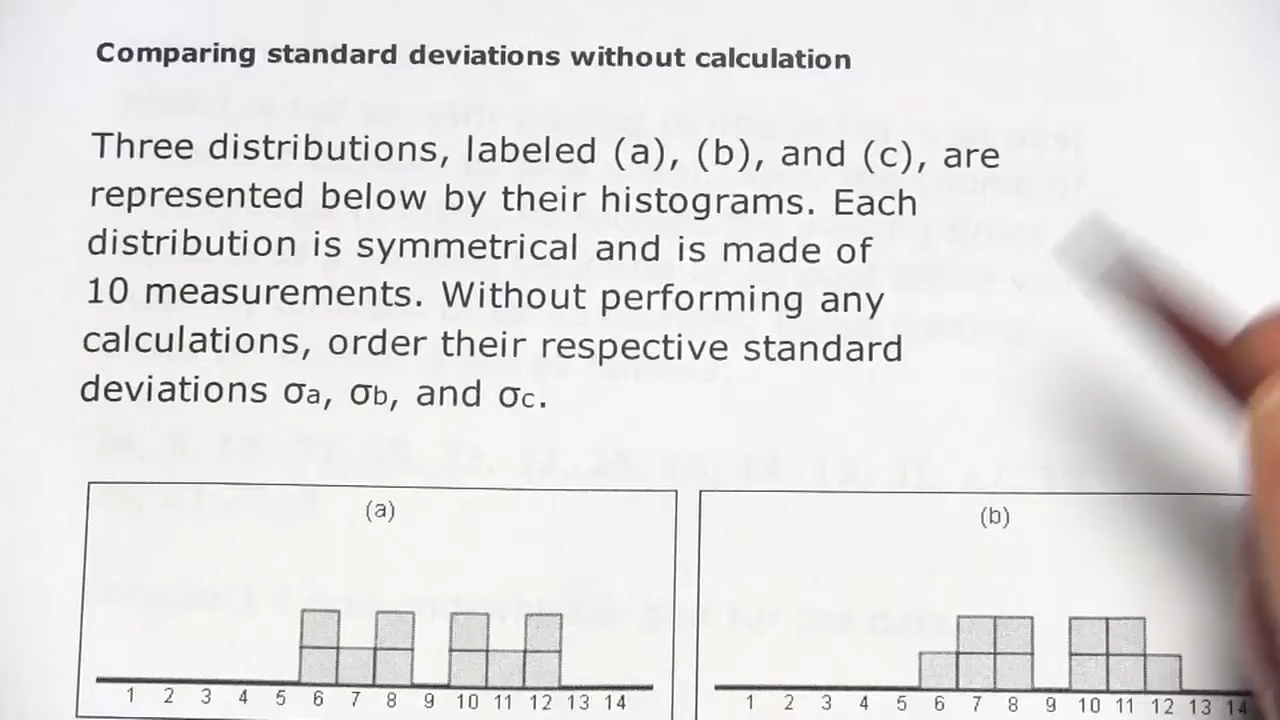 Comparing standard deviations without calculation
Three distributions, labeled (a), (b), and (c), are
represented below by their histograms. Each
distribution is symmetrical and is made of
10 measurements. Without performing any
calculations, order their respective standard
deviations σa, σb, and σc.
(a)
(b)
1 2 3 4 5 6 7 8 9 10 11 12 13 14
1 2 3 4 5 6 7 8 9 10 11 12 13 14